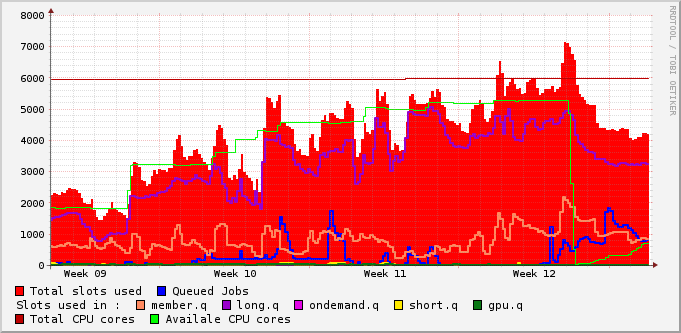 8000
7000
6000
5000
4000
3000
2000
1000
0
Week 09 Week 10 Week 11 Week 12
RRDTOOL / TOBI OETIKER
Total slots used Queued Jobs
Slots used in : member.q long.q ondemand.q short.q gpu.q
Total CPU cores Availale CPU cores